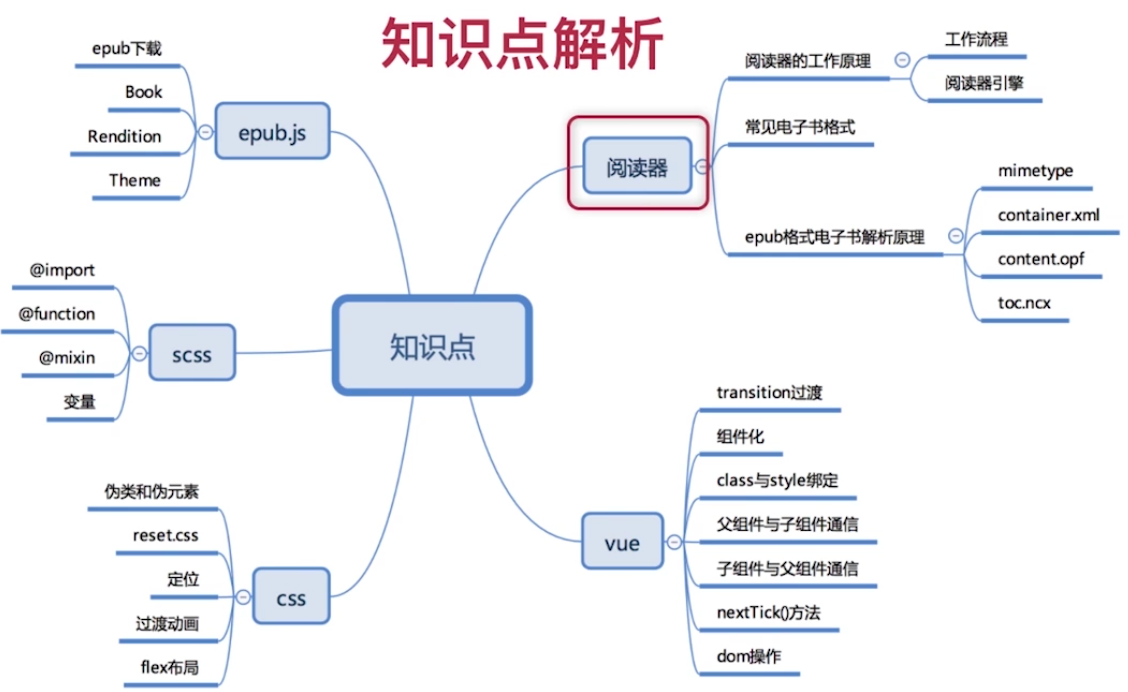 知识点解析
知识点
阅读器
阅读器的工作原理
工作流程
阅读器引擎
常见电子书格式
epub格式电子书解析原理
mimetype
container.xml
content.opf
toc.ncx
vue
transition过渡
组件化
class与style绑定
父组件与子组件通信
子组件与父组件通信
nextTick()方法
dom操作
epub.js
epub下载
Book
Rendition
Theme
scss
@import
@function
@mixin
变量
css
伪类和伪元素
reset.css
定位
过渡动画
flex布局